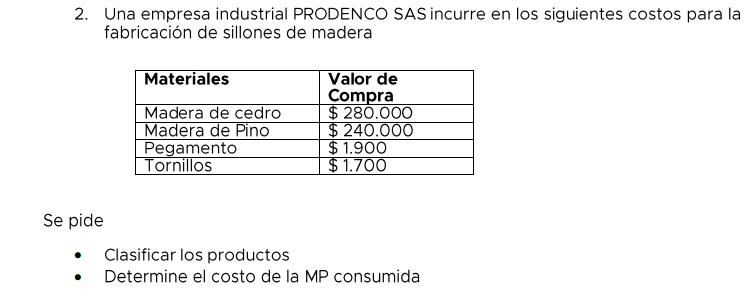 2. Una empresa industrial PRODENCO SAS incurre en los siguientes costos para la
fabricación de sillones de madera
Materiales Valor de
Compra
Madera de cedro $ 280.000
Madera de Pino $ 240.000
Pegamento $ 1.900
Tornillos $ 1.700
Se pide
• Clasificar los productos
• Determine el costo de la MP consumida